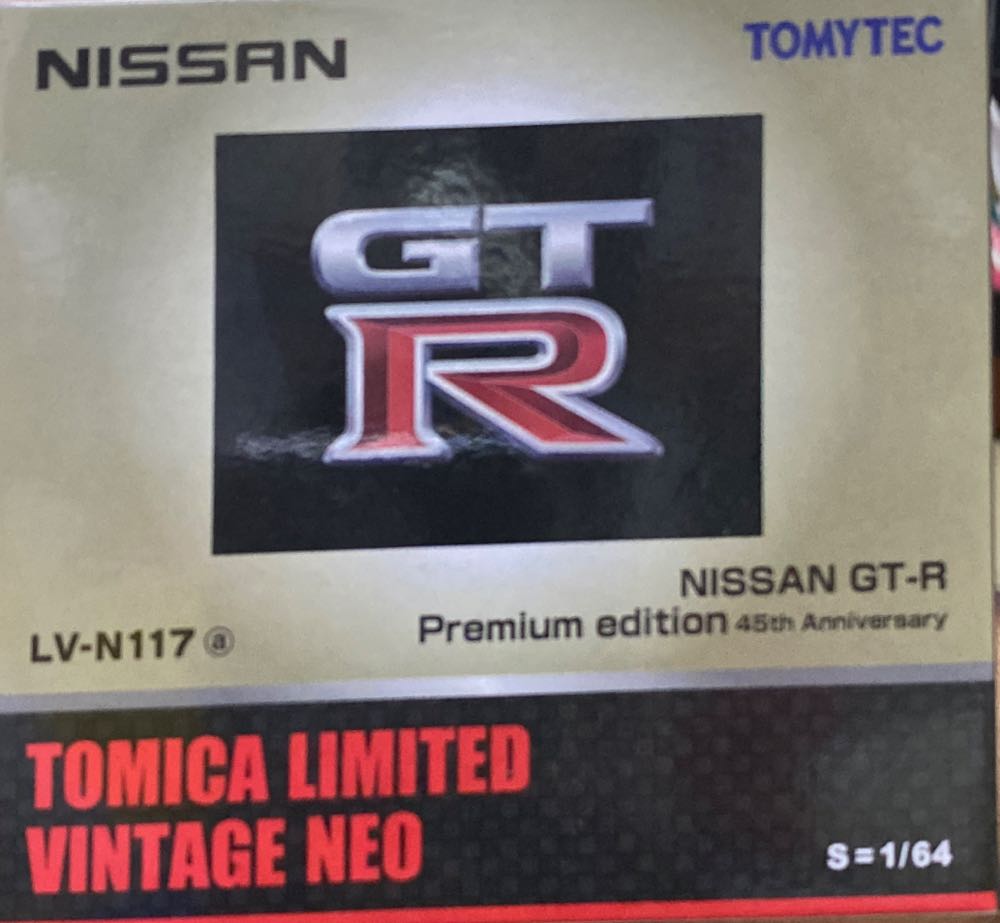 NISSAN
TOMYTEC
GT
R
NISSAN GT-R
Premium edition 45th Anniversary
LV-N117 ⓐ
TOMICA LIMITED
VINTAGE NEO
S=1/64